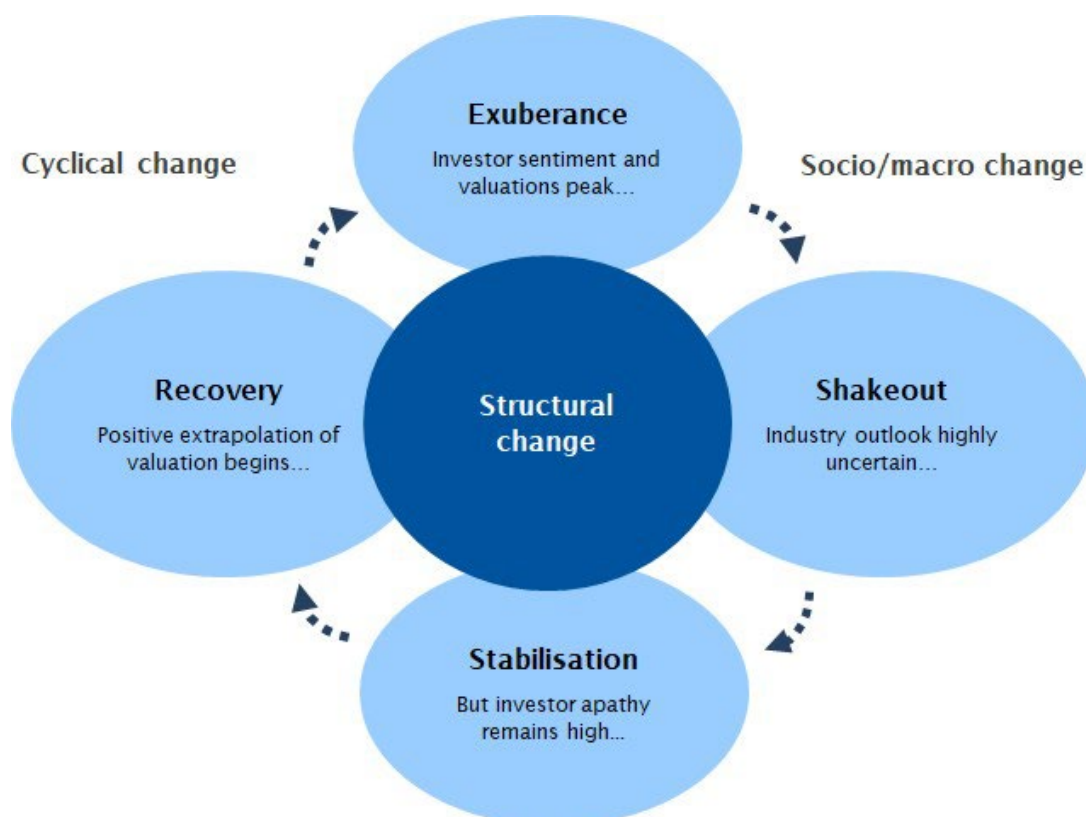 Exuberance
Investor sentiment and
valuations peak…
Cyclical change
Socio/macro change
Recovery
Positive extrapolation of
valuation begins…
Structural
change
Shakeout
Industry outlook highly
uncertain…
Stabilisation
But investor apathy
remains high...